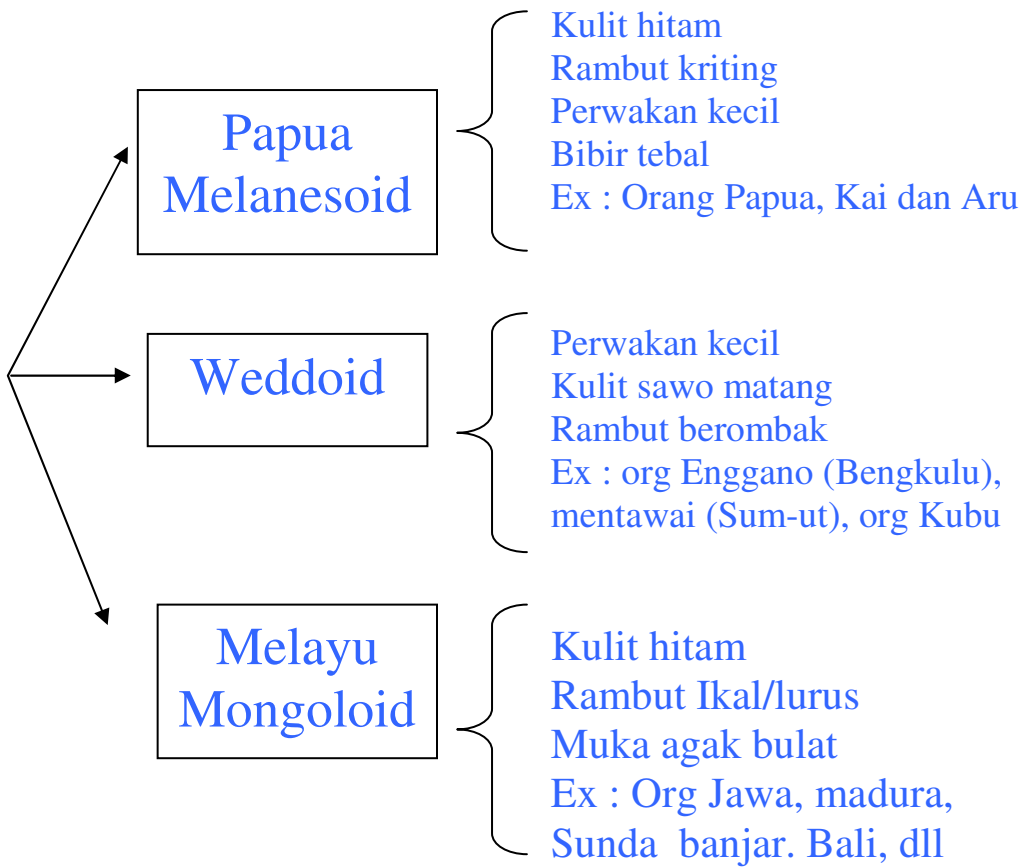 Papua
Melanesoid
Kulit hitam
Rambut kriting
Perwakan kecil
Bibir tebal
Ex : Orang Papua, Kai dan Aru
Weddoid
Perwakan kecil
Kulit sawo matang
Rambut berombak
Ex : org Enggano (Bengkulu),
mentawai (Sum-ut), org Kubu
Melayu
Mongoloid
Kulit hitam
Rambut Ikal/lurus
Muka agak bulat
Ex : Org Jawa, madura,
Sunda  banjar. Bali, dll